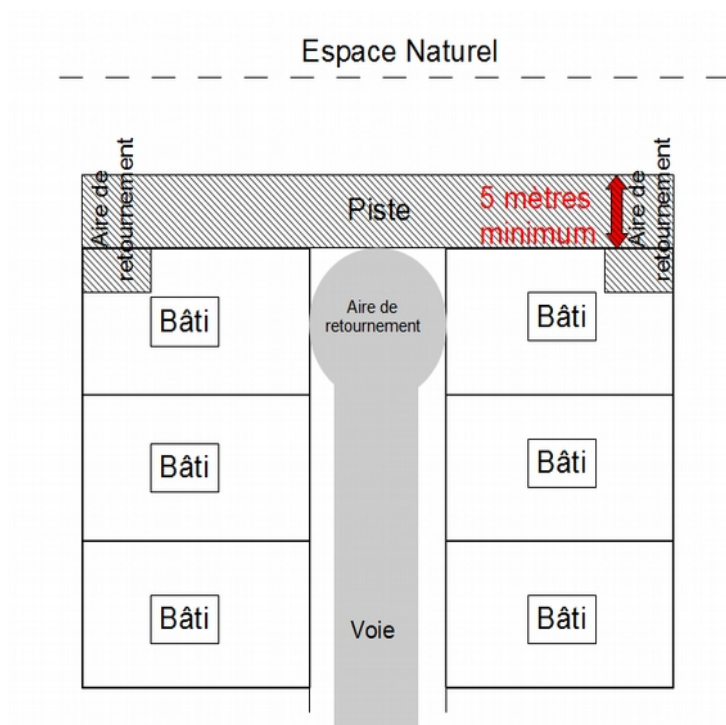 Espace Naturel
Aire de
retournement
Piste
5 mètres
minimum
Aire de
retournement
Aire de
retournement
Bâti
Bâti
Bâti
Bâti
Bâti
Bâti
Voie